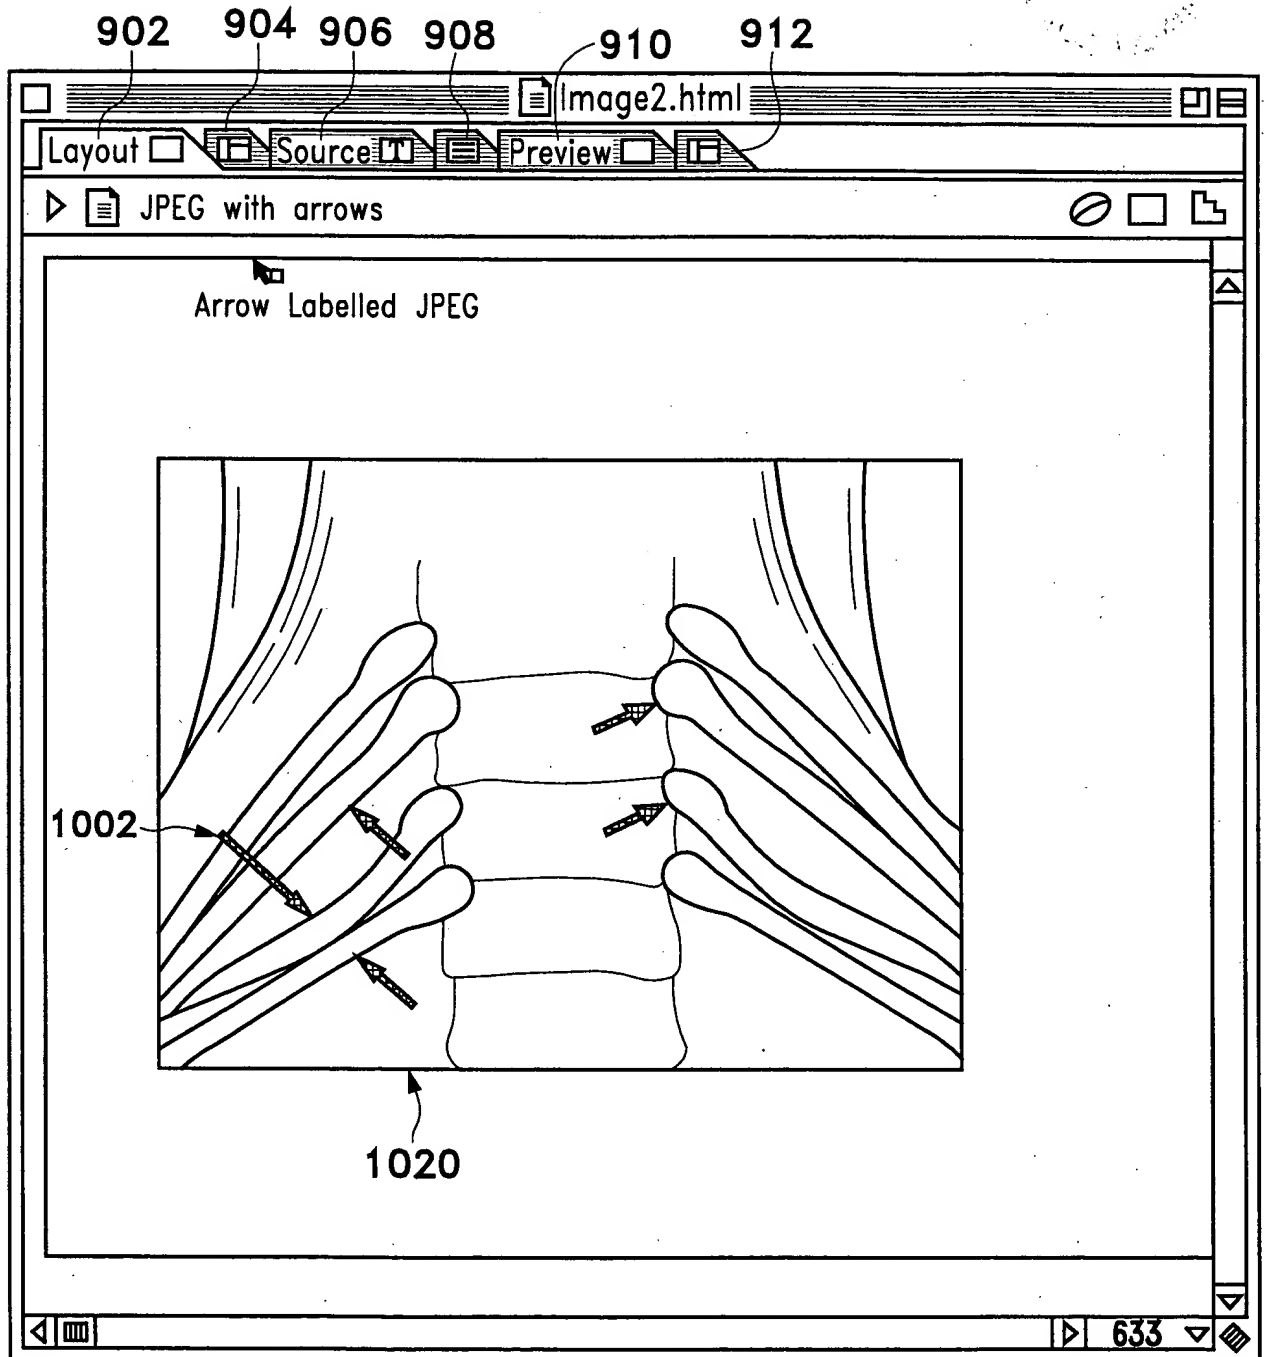 902 904 906 908 910 912
Image2.html
Layout Source T Preview
JPEG with arrows
Arrow Labelled JPEG
1002
1020
633